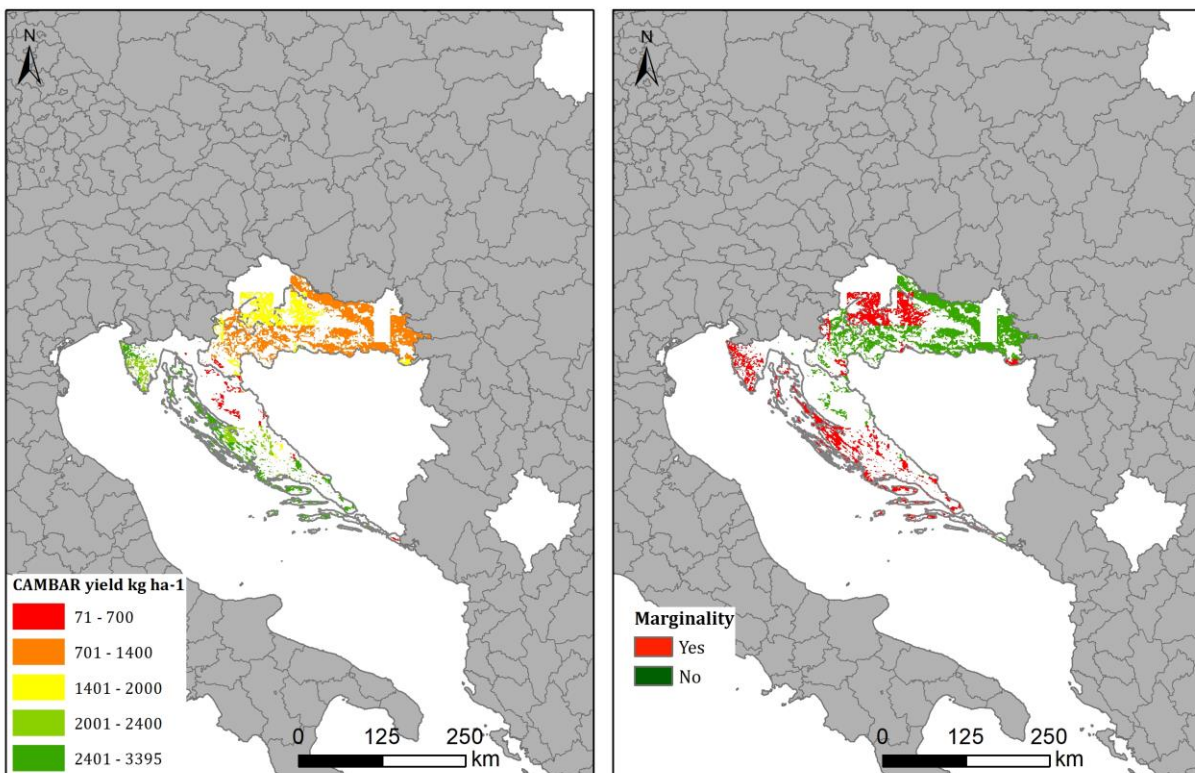 N
CAMBAR yield kg ha-1
71 - 700
701 - 1400
1401 - 2000
2001 - 2400
2401 - 3395
0 125 250
km
N
Marginality
Yes
No
0 125 250
km